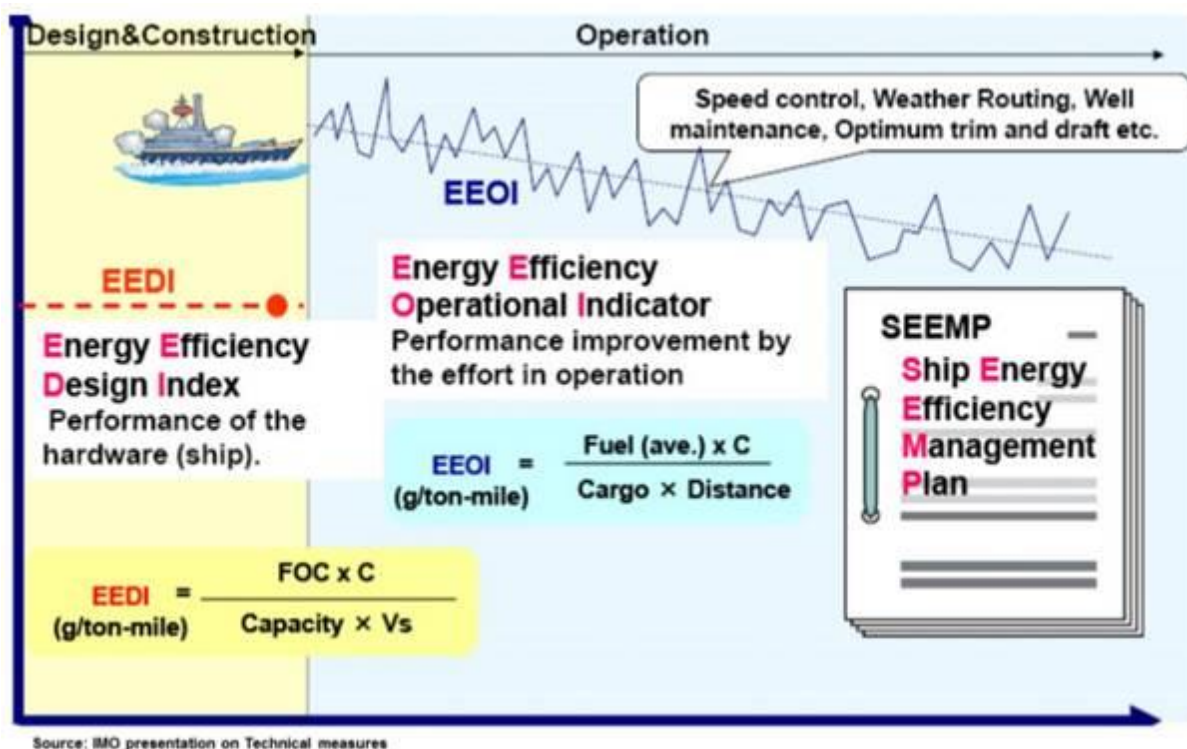 Design&Construction
Operation
Speed control, Weather Routing, Well
maintenance, Optimum trim and draft etc.
EEOI
EEDI
Energy Efficiency
Design Index
Performance of the
hardware (ship).
Energy Efficiency
Operational Indicator
Performance improvement by
the effort in operation
EEOI = Fuel (ave.) x C
(g/ton-mile) Cargo × Distance
SEEMP
Ship Energy
Efficiency
Management
Plan
EEDI = FOC x C
(g/ton-mile) Capacity × Vs
Source: IMO presentation on Technical measures